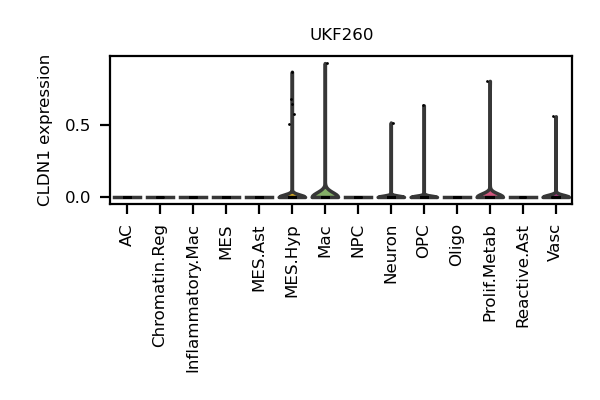 UKF260
CLDN1 expression
0.5
0.0
AC
Chromatin.Reg
Inflammatory.Mac
MES
MES.Ast
MES.Hyp
Mac
NPC
Neuron
OPC
Oligo
Prolif.Metab
Reactive.Ast
Vasc